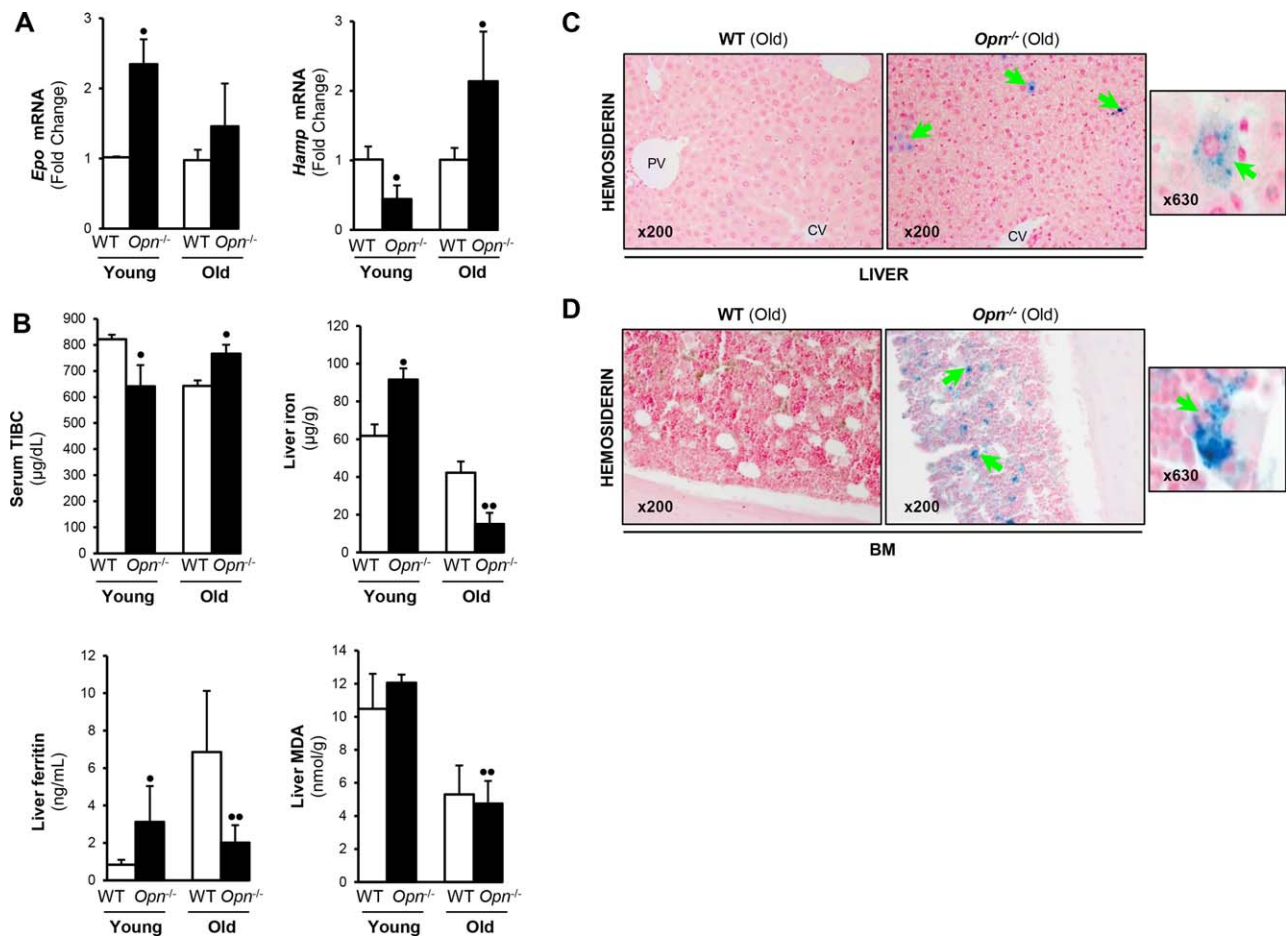 A
Epo mRNA
(Fold Change)
3
2
1
0
WT Opn-/-
WT Opn-/-
Young
Old
Hamp mRNA
(Fold Change)
3
2
1
0
WT Opn-/-
WT Opn-/-
Young
Old
B
Serum TIBC
(µg/dL)
900
800
700
600
500
400
300
200
100
0
WT Opn-/-
WT Opn-/-
Young
Old
Liver iron
(µg/g)
120
100
80
60
40
20
0
WT Opn-/-
WT Opn-/-
Young
Old
Liver ferritin
(ng/mL)
12
10
8
6
4
2
0
WT Opn-/-
WT Opn-/-
Young
Old
Liver MDA
(nmol/g)
14
12
10
8
6
4
2
0
WT Opn-/-
WT Opn-/-
Young
Old
C
WT (Old)
Opn-/- (Old)
HEMOSIDERIN
PV
CV
x200
CV
x200
x630
LIVER
D
WT (Old)
Opn-/- (Old)
HEMOSIDERIN
x200
x200
x630
BM